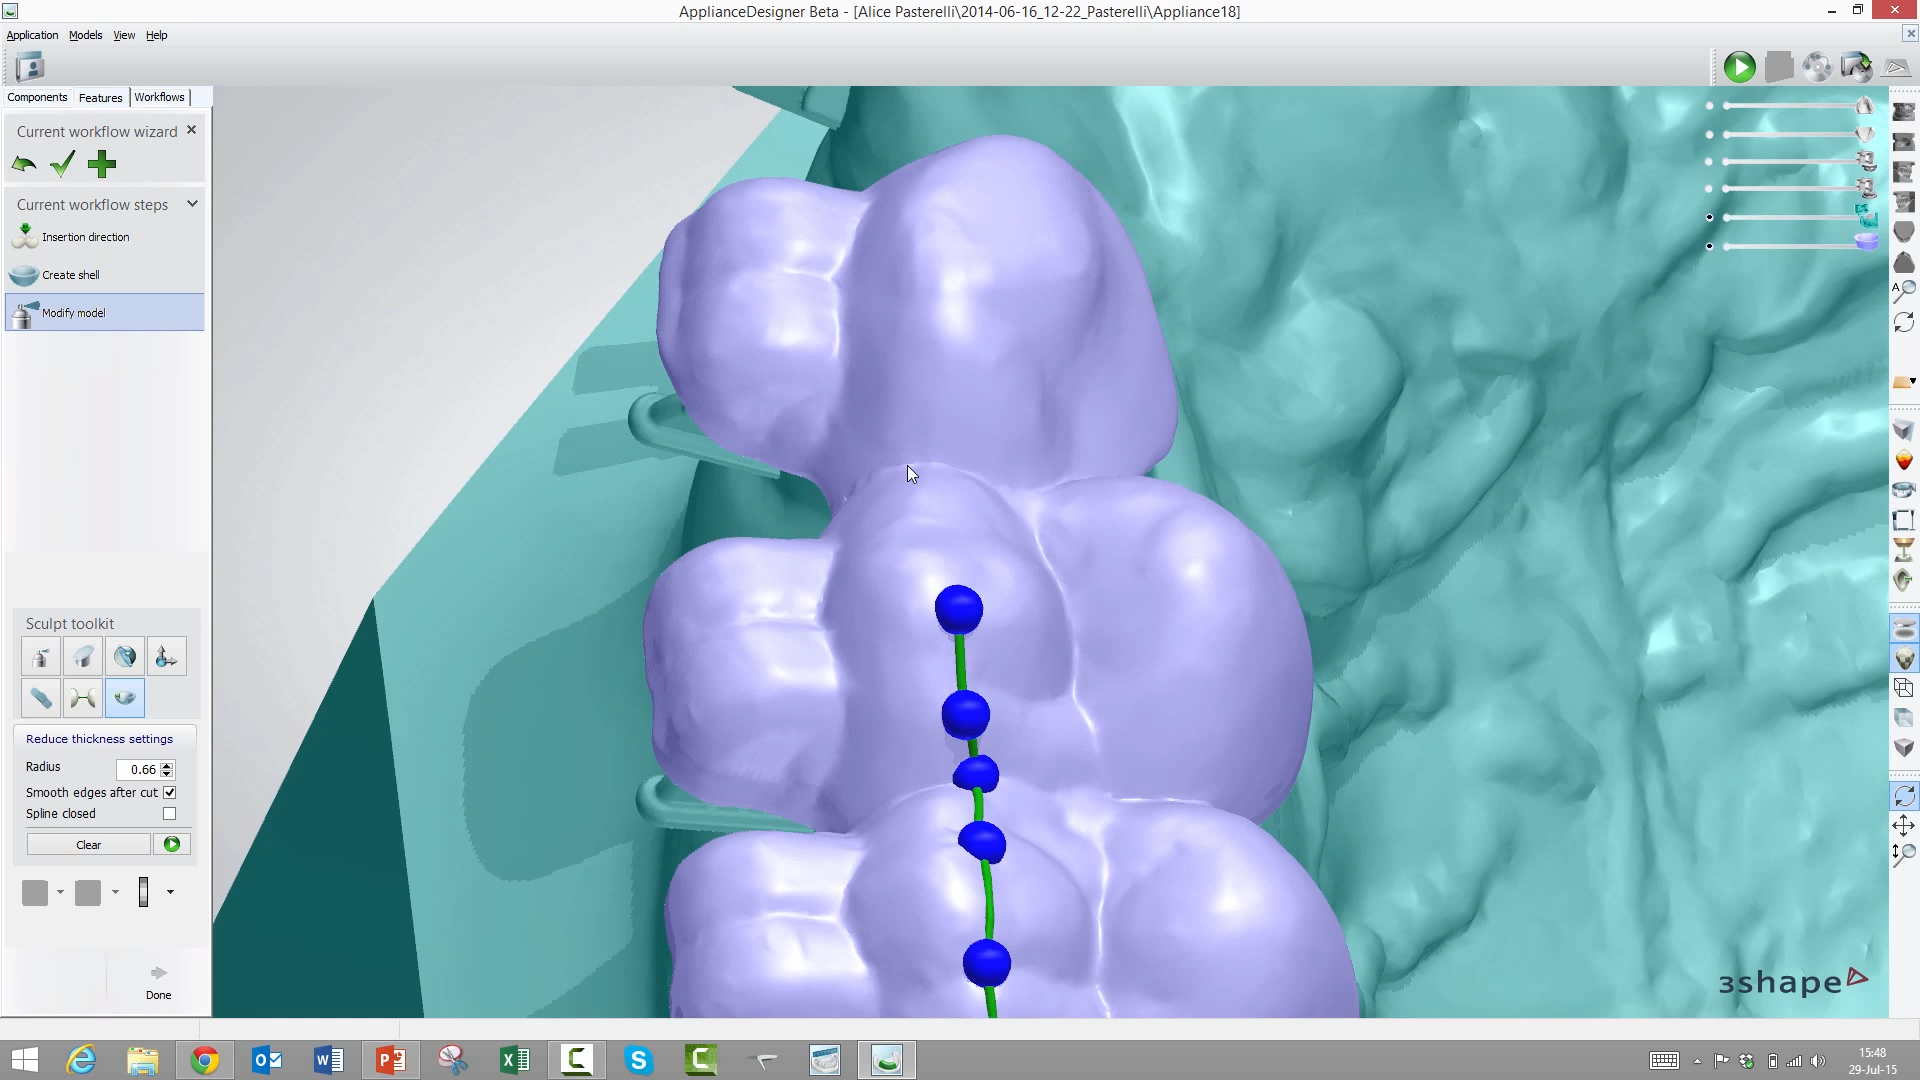 ApplianceDesigner Beta - [Alice Pasterelli\2014-06-16_12-22_Pasterelli\Appliance18]
Application Models View Help
Components Features Workflows
Current workflow wizard
Current workflow steps
Insertion direction
Create shell
Modify model
Sculpt toolkit
Reduce thickness settings
Radius 0.66
Smooth edges after cut
Spline closed
Clear
Done
3shape
15:48
29-Jul-15